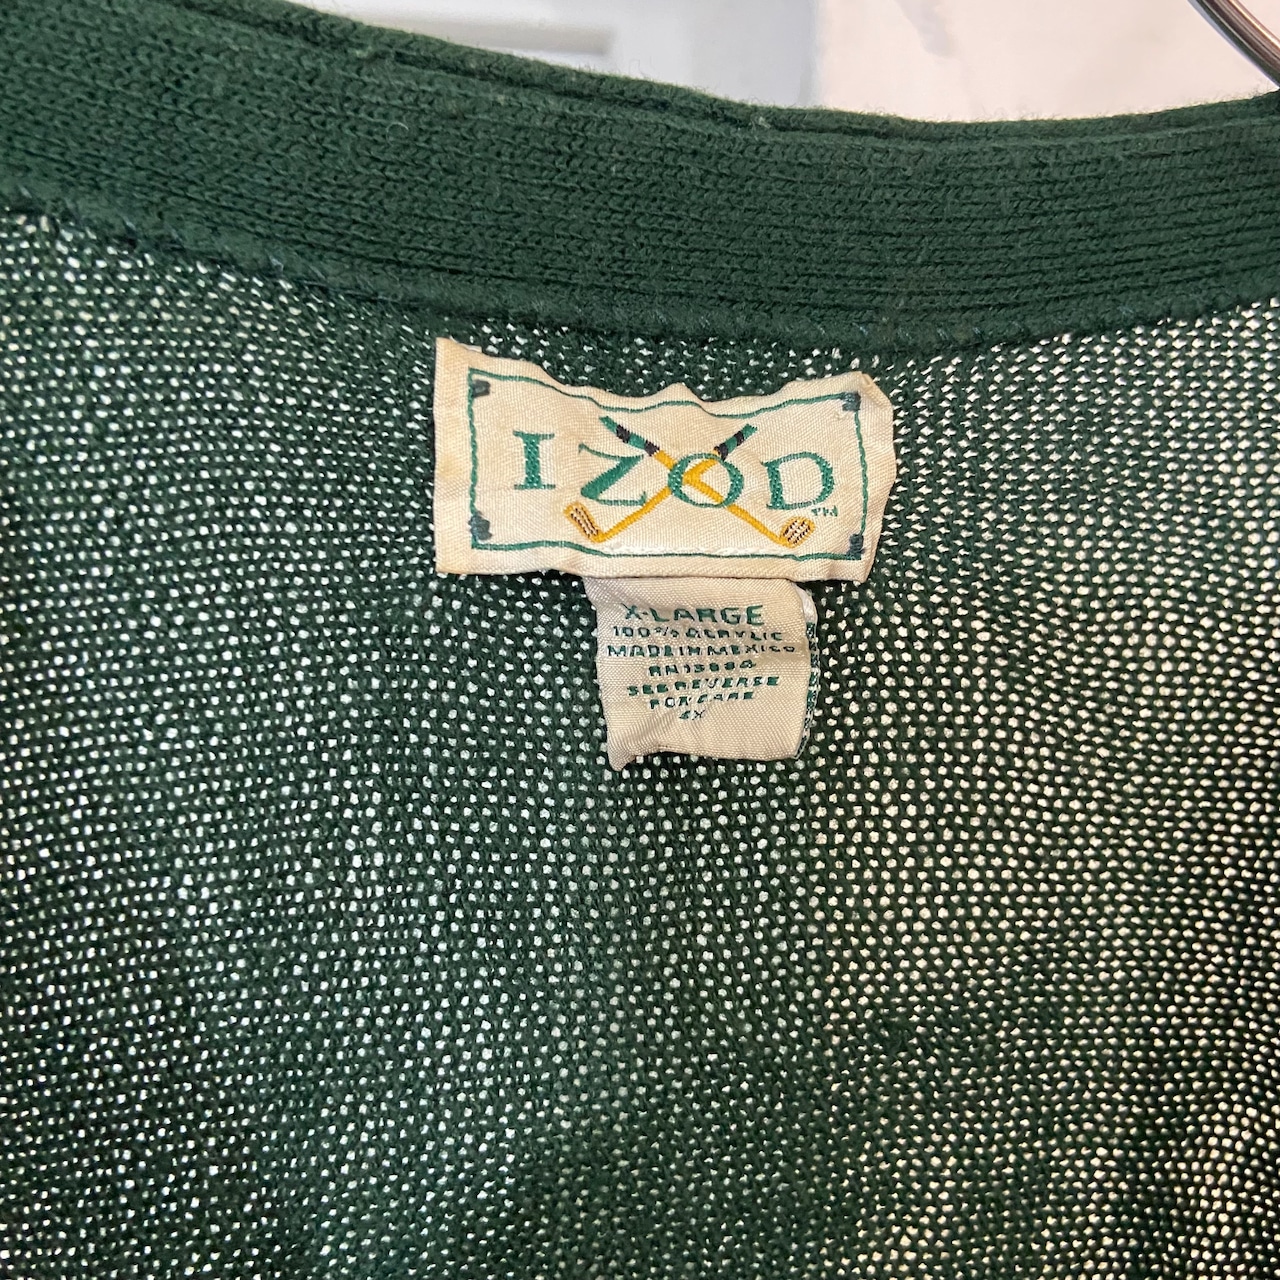 IZOD
TM
X-LARGE
100% ACRYLIC
MADE IN MEXICO
SEE REVERSE
FOR CARE